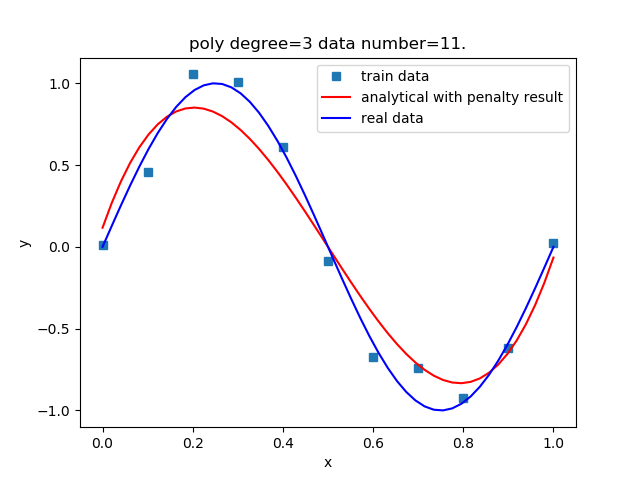 poly degree=3 data number=11.
train data
analytical with penalty result
real data
1.0
0.5
0.0
−0.5
−1.0
y
0.0 0.2 0.4 0.6 0.8 1.0
x